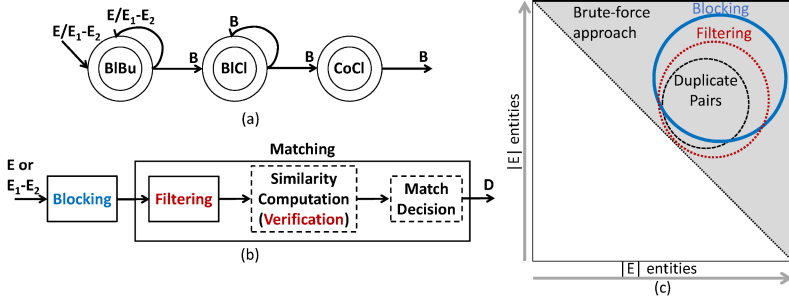 E/E₁-E₂
E/E₁-E₂
BlBu
B
B
BlCl
B
CoCl
B
(a)
Matching
E or
E₁-E₂
Blocking
Filtering
Similarity
Computation
(Verification)
Match
Decision
D
(b)
Brute-force
approach
Blocking
Filtering
Duplicate
Pairs
|E| entities
|E| entities
(c)